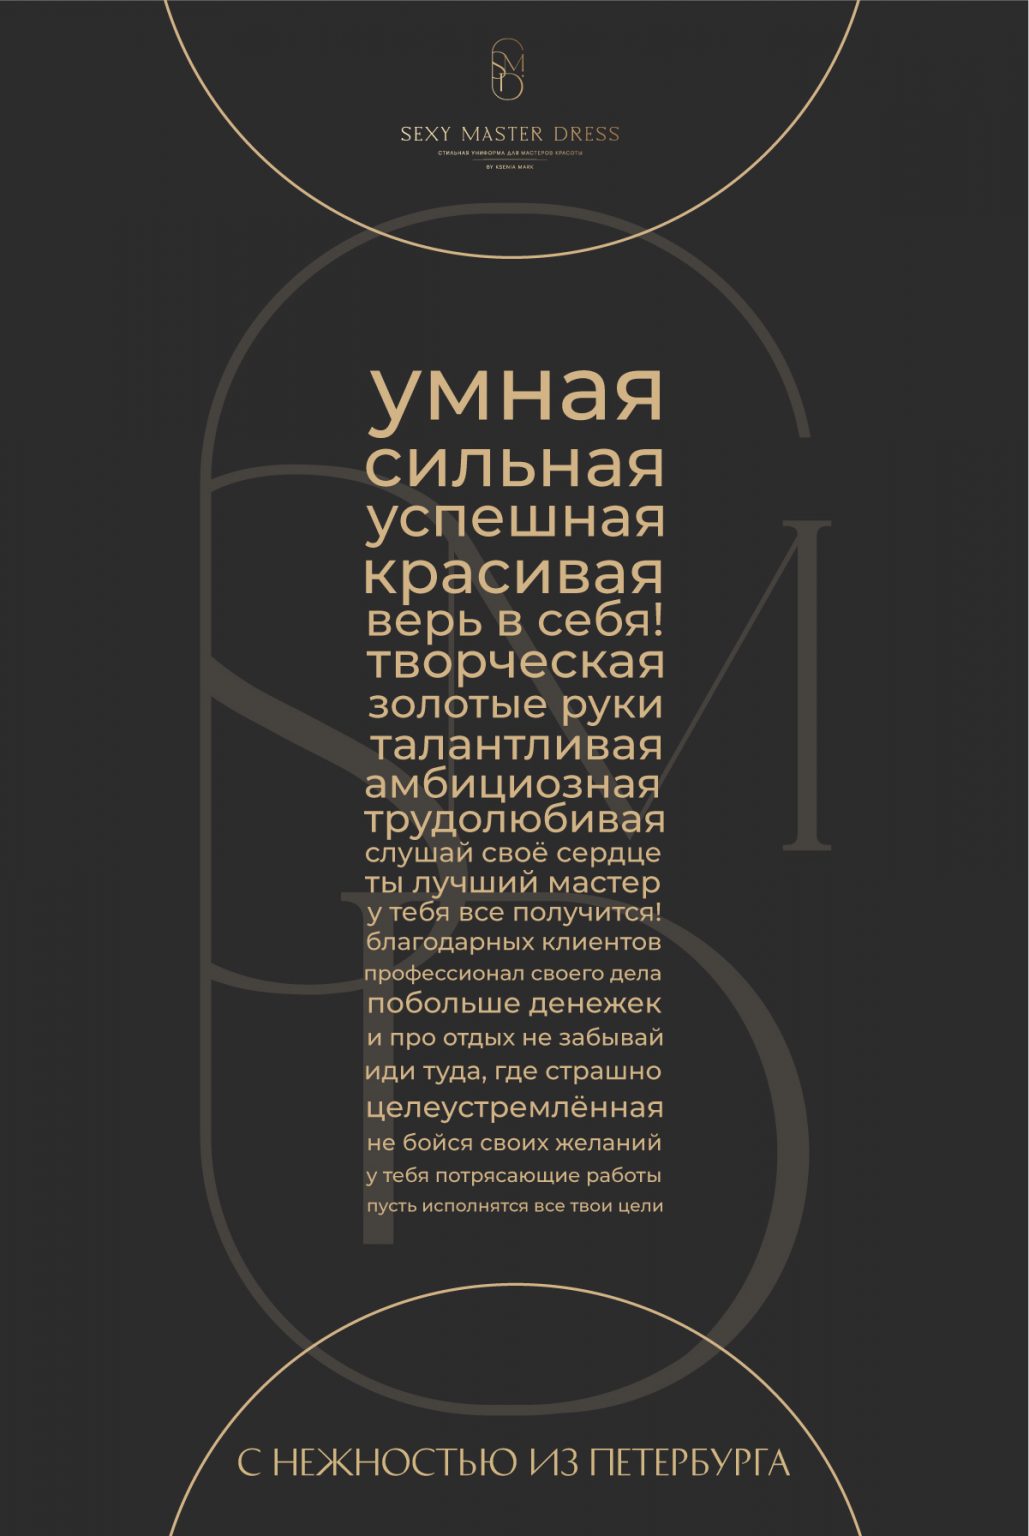 SMD
SEXY MASTER DRESS
СТИЛЬНАЯ УНИФОРМА ДЛЯ МАСТЕРОВ КРАСОТЫ
BY KSENIA MARK
умная
сильная
успешная
красивая
верь в себя!
творческая
золотые руки
талантливая
амбициозная
трудолюбивая
слушай своё сердце
ты лучший мастер
у тебя все получится!
благодарных клиентов
профессионал своего дела
побольше денежек
и про отдых не забывай
иди туда, где страшно
целеустремлённая
не бойся своих желаний
у тебя потрясающие работы
пусть исполнятся все твои цели
С НЕЖНОСТЬЮ ИЗ ПЕТЕРБУРГА